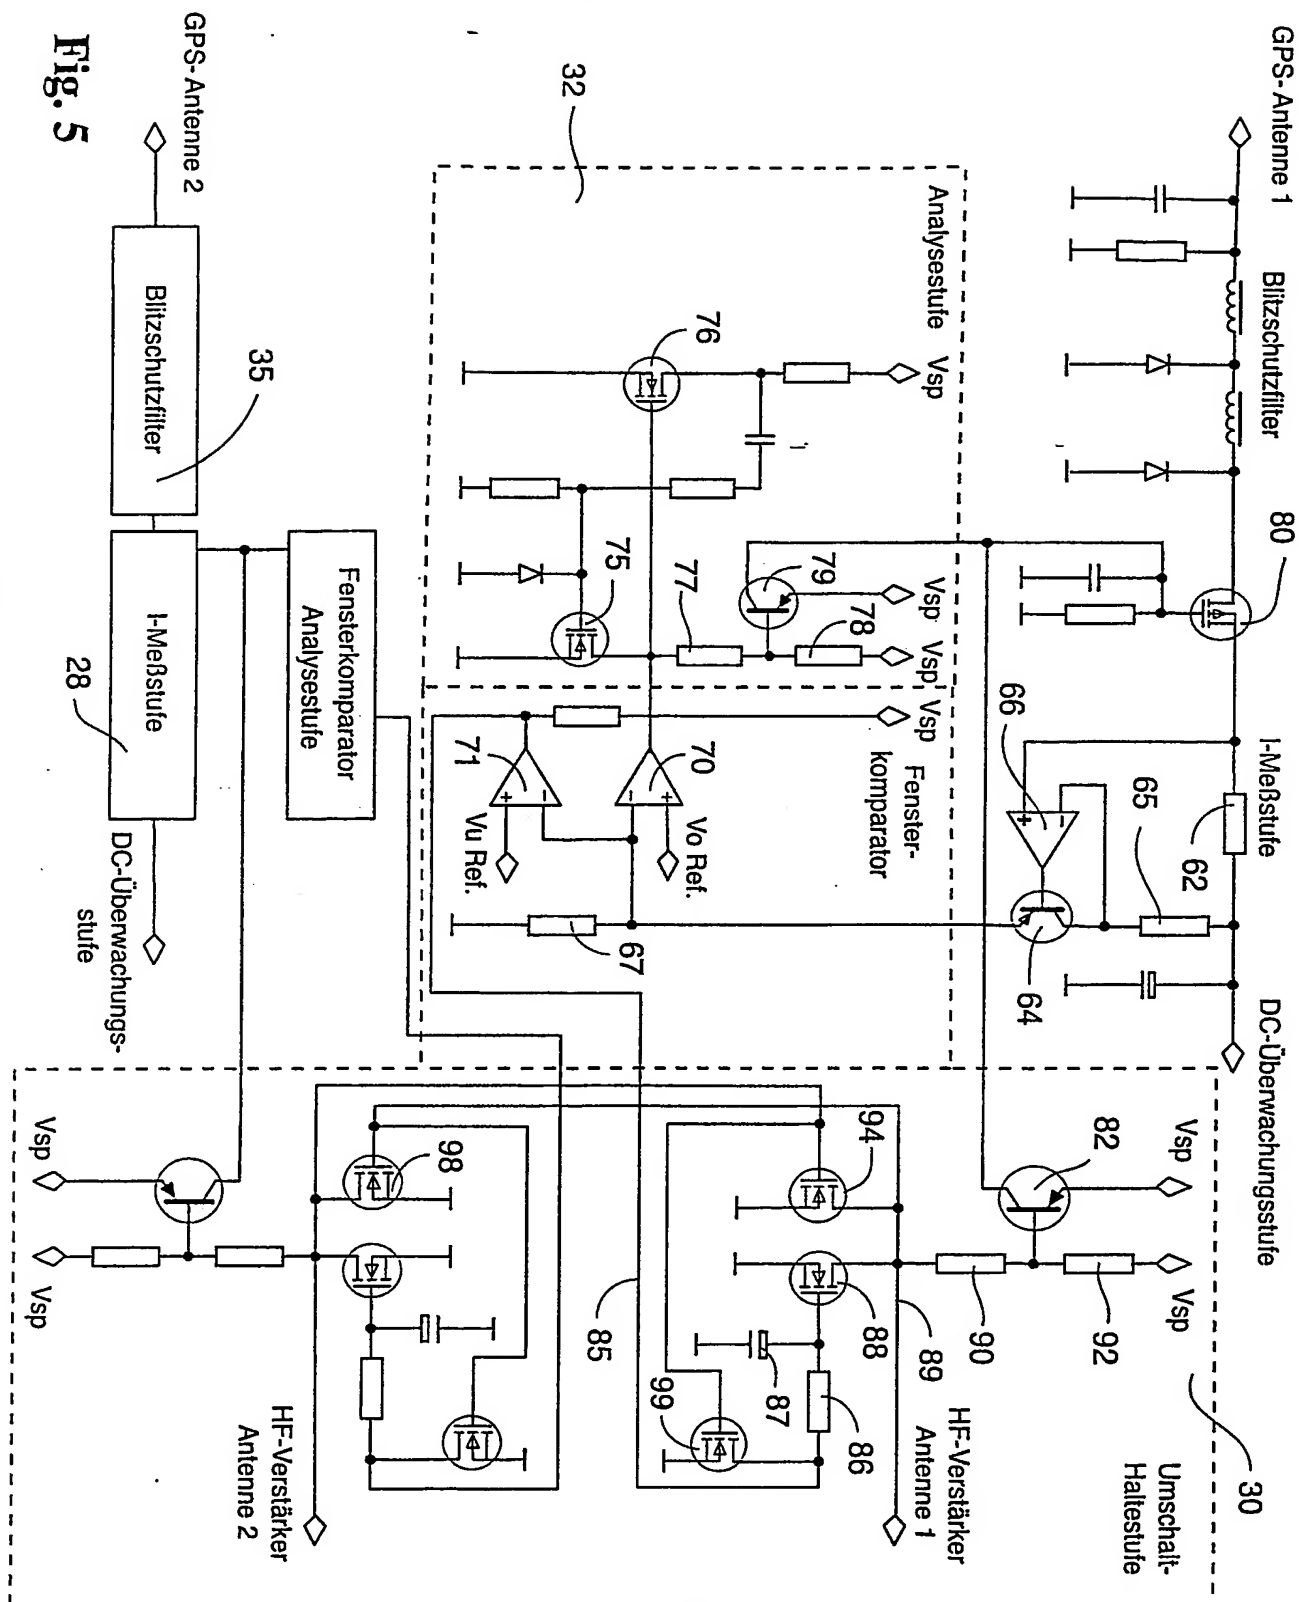 GPS-Antenne 1
Blitzschutzfilter
80
I-Meßstufe
62
65
66
64
DC-Überwachungsstufe
32
Analysestufe
Vsp
76
79
Vsp
Vsp
78
77
75
Vsp
Fenster-
komparator
70
71
Vo Ref.
Vu Ref.
67
82
Vsp
Vsp
92
90
89
94
88
87
86
99
85
98
30
Umschalt-
Haltestufe
HF-Verstärker
Antenne 1
HF-Verstärker
Antenne 2
Vsp
Vsp
Fensterkomparator
Analysestufe
GPS-Antenne 2
Blitzschutzfilter
35
I-Meßstufe
28
DC-Überwachungs-
stufe
Fig. 5